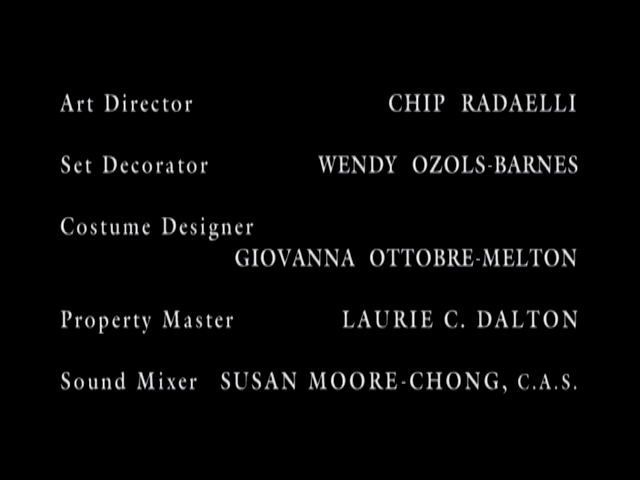 Art Director CHIP RADAELLI
Set Decorator WENDY OZOLS-BARNES
Costume Designer
GIOVANNA OTTOBRE-MELTON
Property Master LAURIE C. DALTON
Sound Mixer SUSAN MOORE-CHONG, C.A.S.